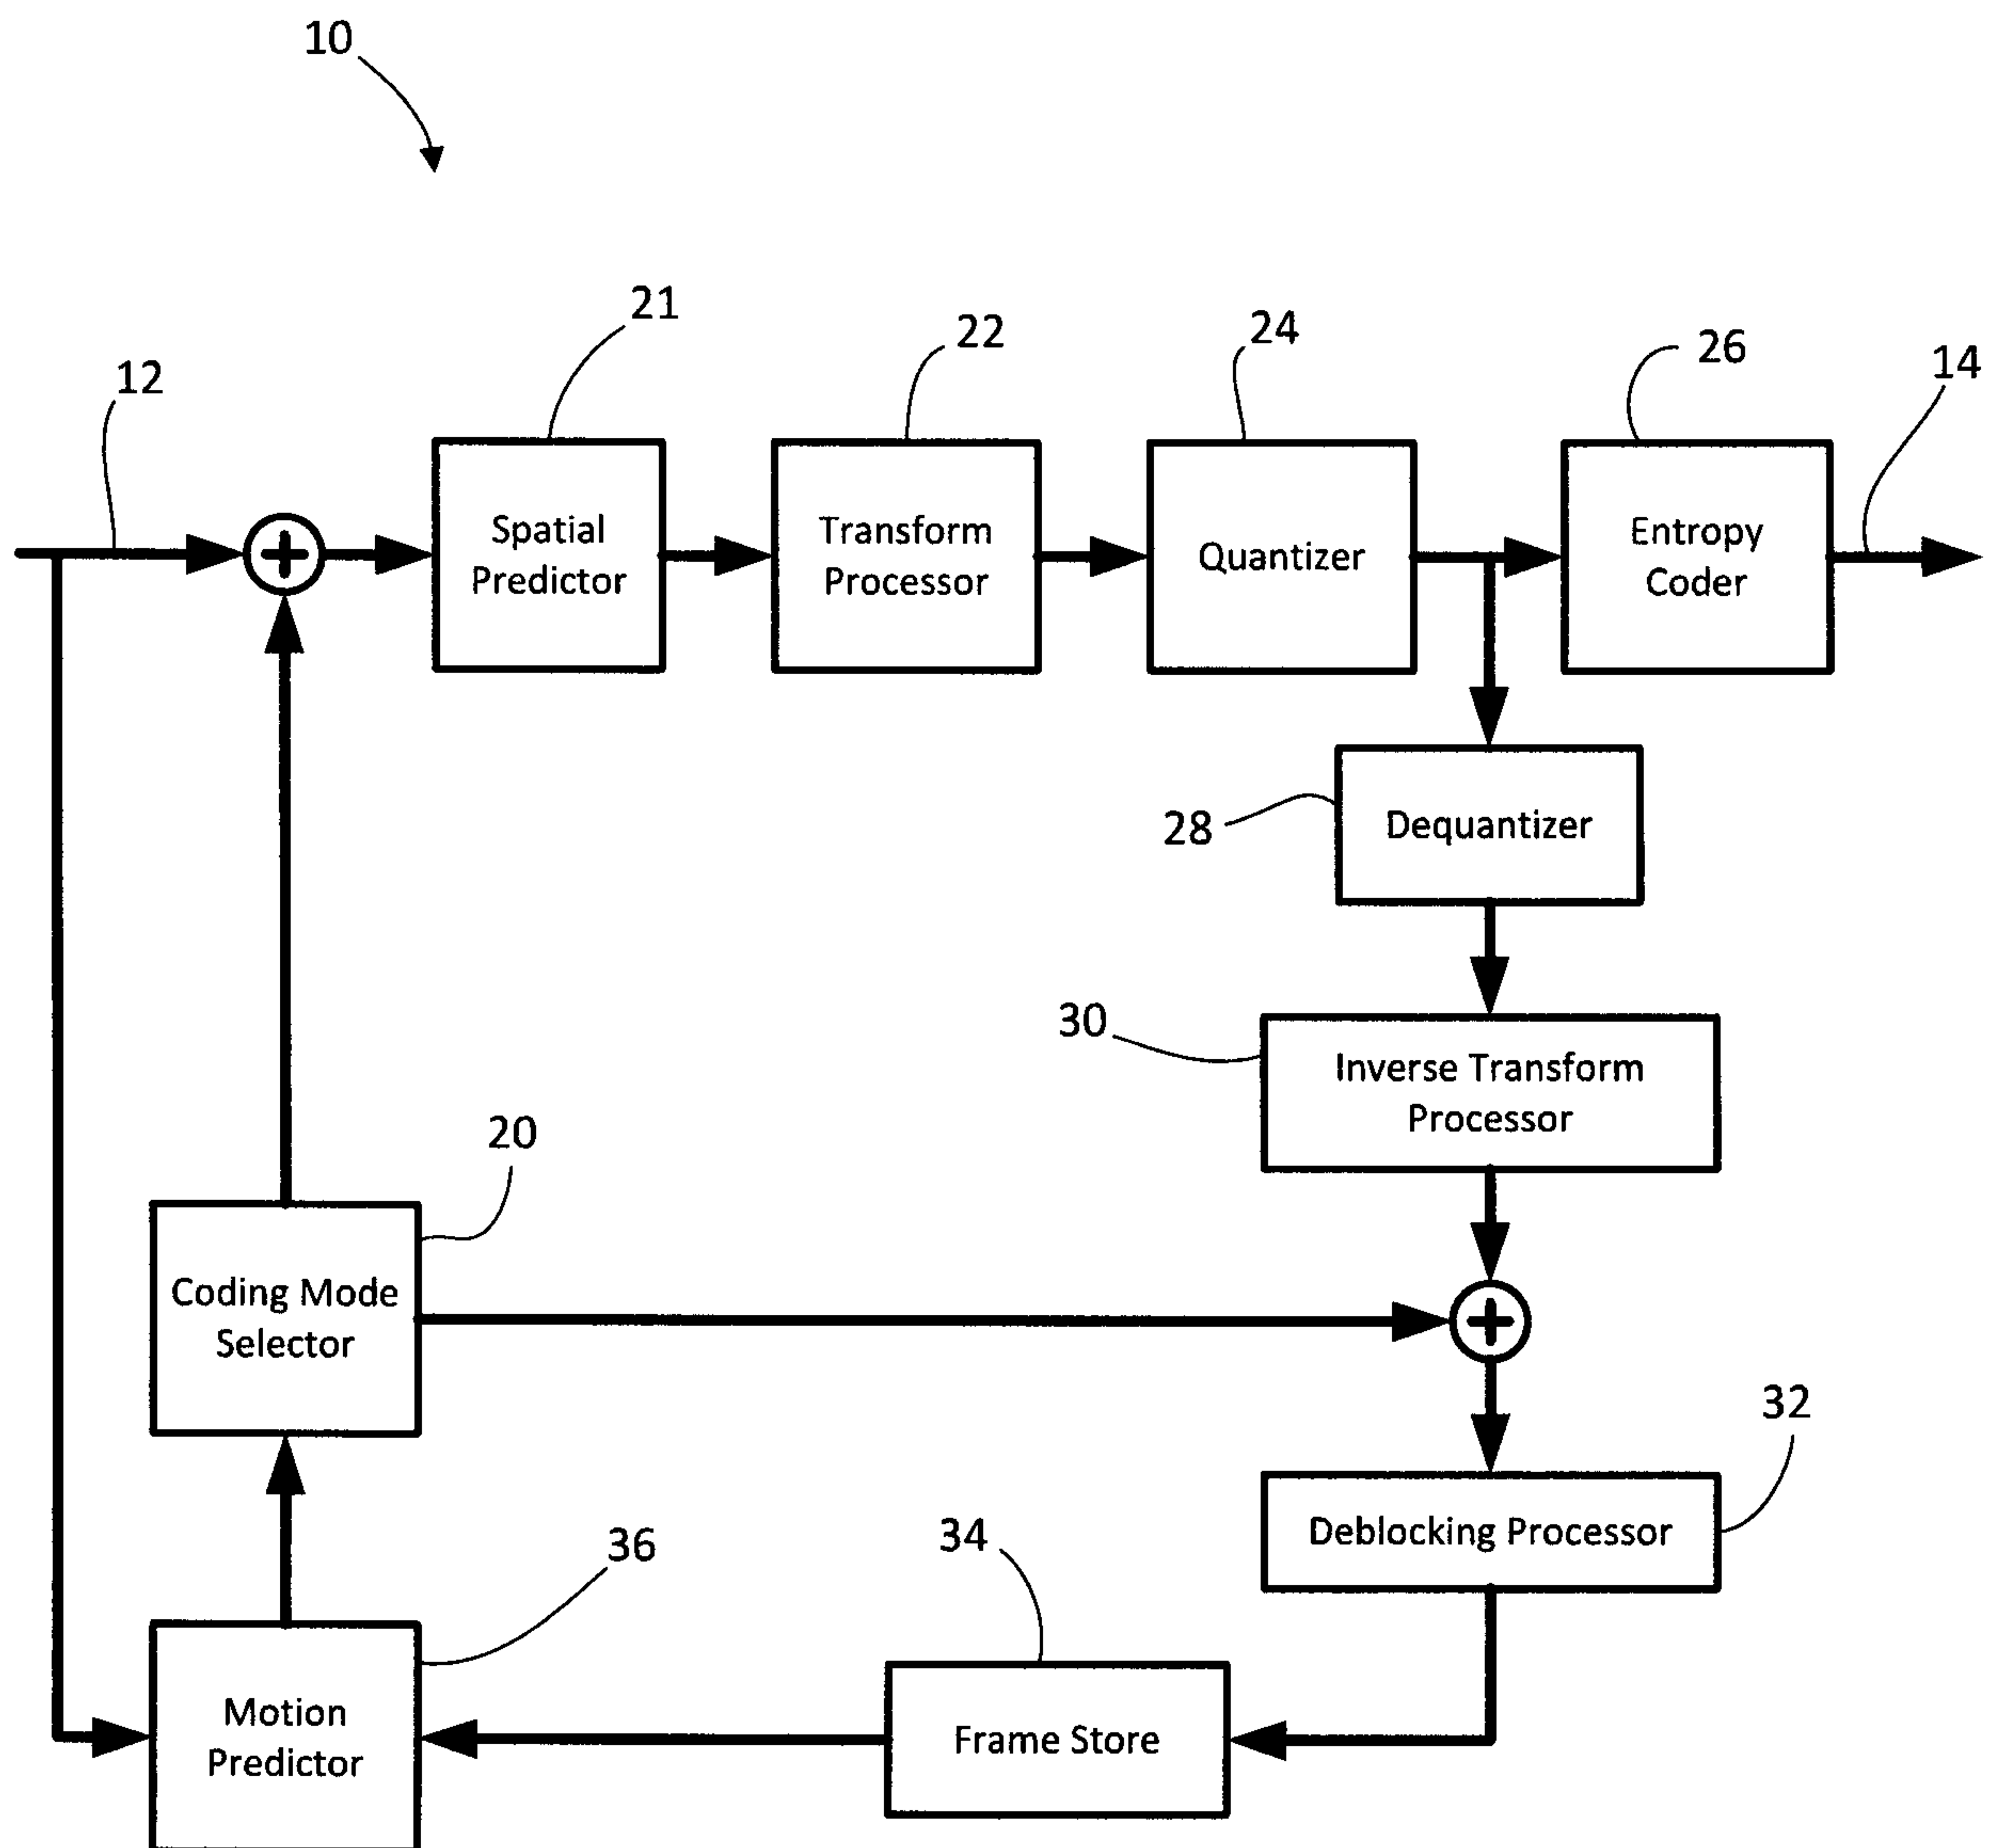 10
21
22
24
26
14
12
Spatial
Predictor
Transform
Processor
Quantizer
Entropy
Coder
28
Dequantizer
30
Inverse Transform
Processor
20
Coding Mode
Selector
32
Deblocking Processor
36
34
Motion
Predictor
Frame Store